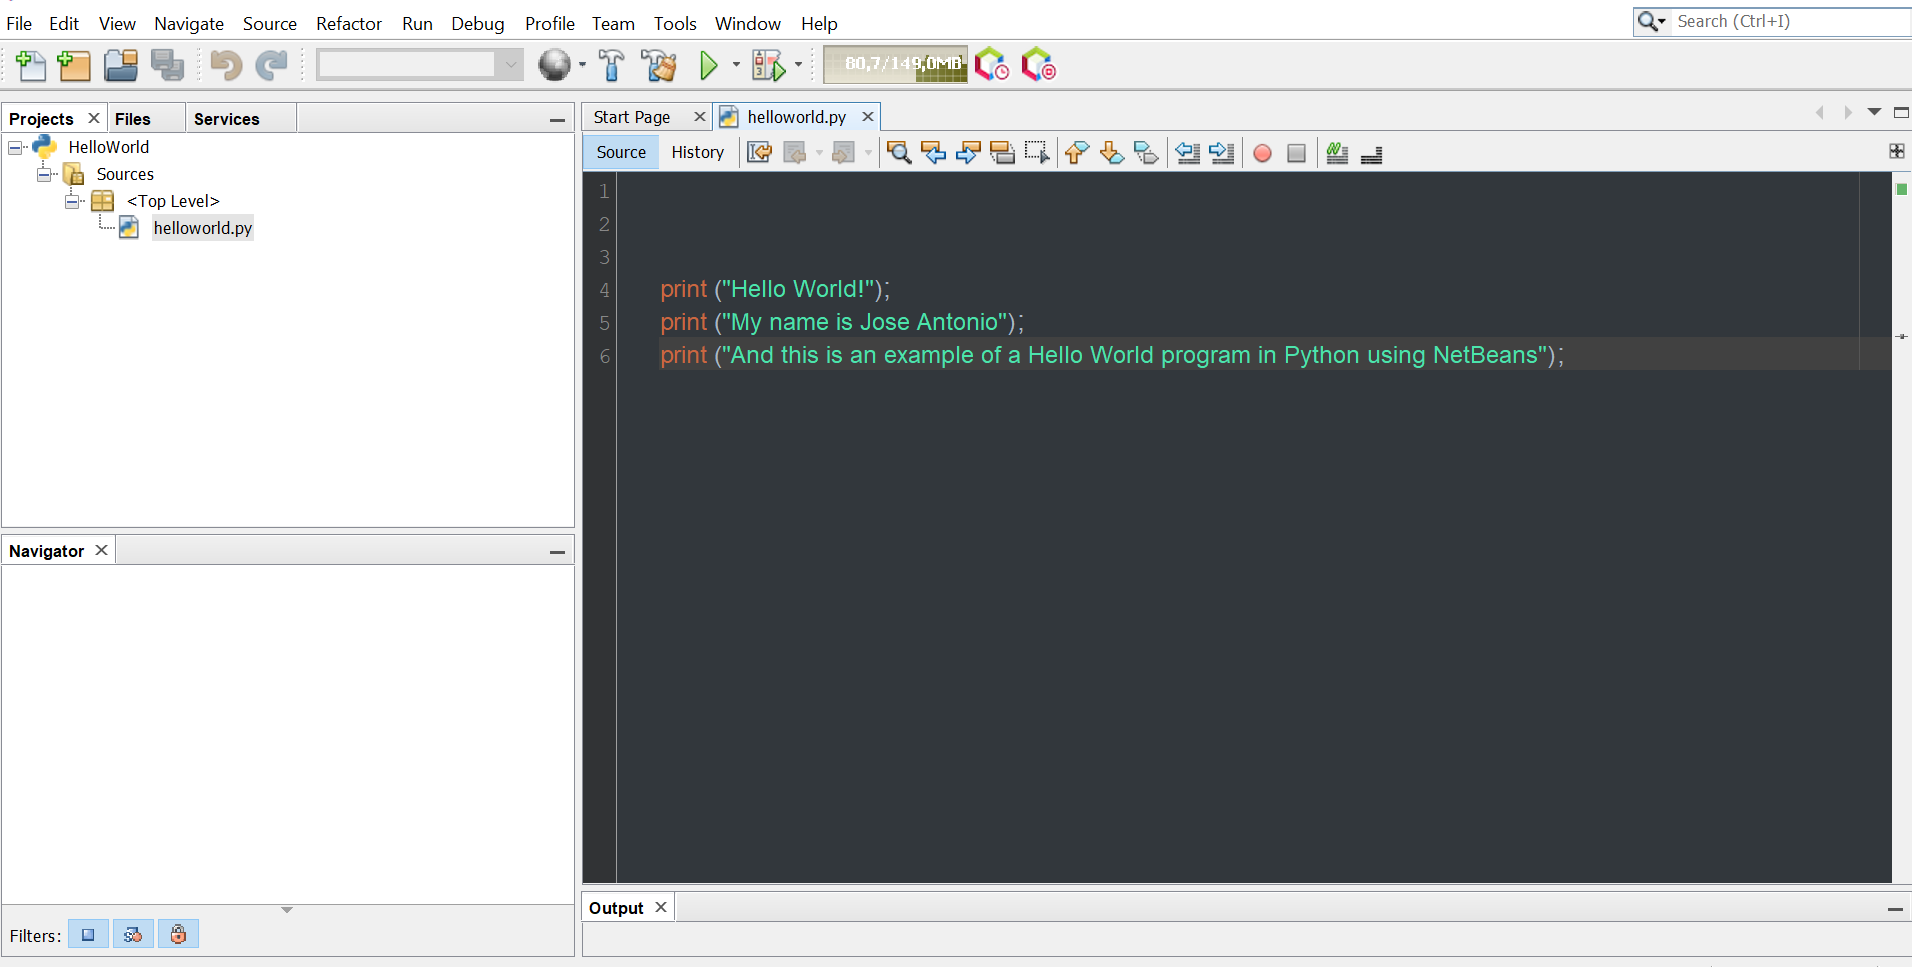 File Edit View Navigate Source Refactor Run Debug Profile Team Tools Window Help
Search (Ctrl+I)
80,7/149,0MB
Projects Files Services
HelloWorld
Sources
<Top Level>
helloworld.py
Start Page helloworld.py
Source History
1
2
3
4 print ("Hello World!");
5 print ("My name is Jose Antonio");
6 print ("And this is an example of a Hello World program in Python using NetBeans");
Navigator
Filters:
Output